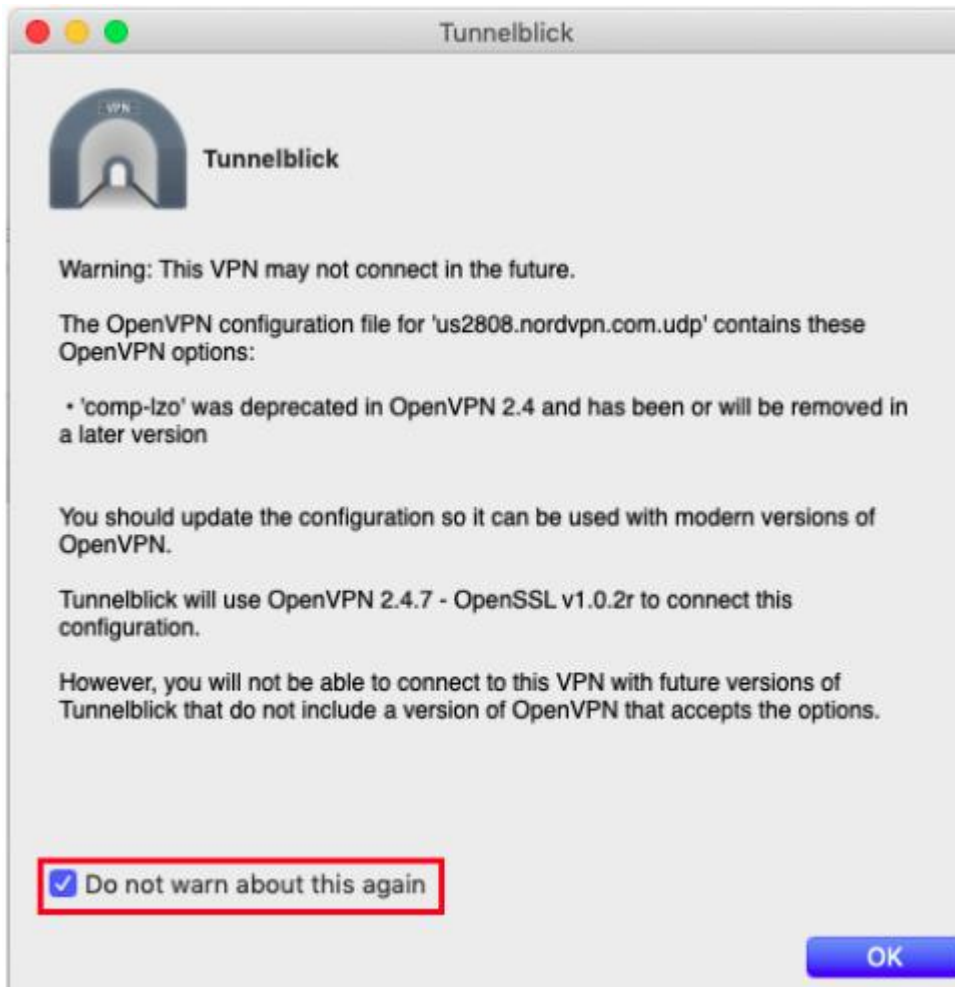 Tunnelblick
VPN
Tunnelblick
Warning: This VPN may not connect in the future.
The OpenVPN configuration file for 'us2808.nordvpn.com.udp' contains these
OpenVPN options:
• 'comp-lzo' was deprecated in OpenVPN 2.4 and has been or will be removed in
a later version
You should update the configuration so it can be used with modern versions of
OpenVPN.
Tunnelblick will use OpenVPN 2.4.7 - OpenSSL v1.0.2r to connect this
configuration.
However, you will not be able to connect to this VPN with future versions of
Tunnelblick that do not include a version of OpenVPN that accepts the options.
Do not warn about this again
OK